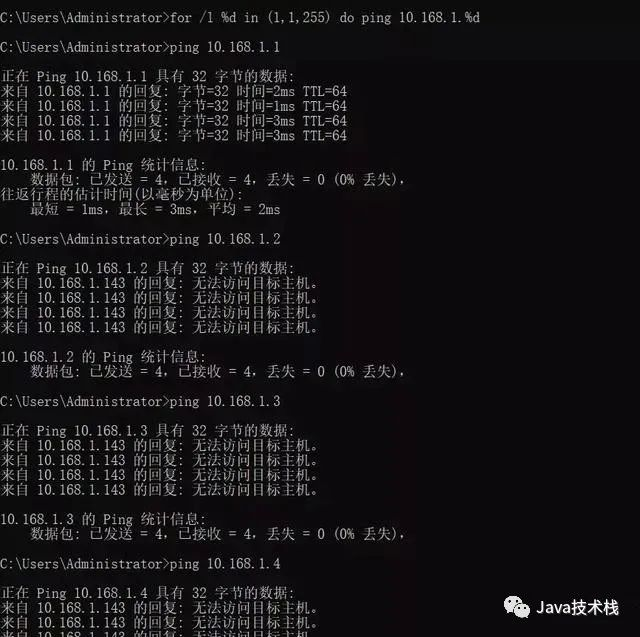 C:\Users\Administrator>for /l %d in (1,1,255) do ping 10.168.1.%d
C:\Users\Administrator>ping 10.168.1.1
正在 Ping 10.168.1.1 具有 32 字节的数据:
来自 10.168.1.1 的回复: 字节=32 时间=2ms TTL=64
来自 10.168.1.1 的回复: 字节=32 时间=1ms TTL=64
来自 10.168.1.1 的回复: 字节=32 时间=3ms TTL=64
来自 10.168.1.1 的回复: 字节=32 时间=3ms TTL=64
10.168.1.1 的 Ping 统计信息:
数据包: 已发送 = 4，已接收 = 4，丢失 = 0 (0% 丢失)，
往返行程的估计时间(以毫秒为单位):
最短 = 1ms，最长 = 3ms，平均 = 2ms
C:\Users\Administrator>ping 10.168.1.2
正在 Ping 10.168.1.2 具有 32 字节的数据:
来自 10.168.1.143 的回复: 无法访问目标主机。
来自 10.168.1.143 的回复: 无法访问目标主机。
来自 10.168.1.143 的回复: 无法访问目标主机。
来自 10.168.1.143 的回复: 无法访问目标主机。
10.168.1.2 的 Ping 统计信息:
数据包: 已发送 = 4，已接收 = 4，丢失 = 0 (0% 丢失)，
C:\Users\Administrator>ping 10.168.1.3
正在 Ping 10.168.1.3 具有 32 字节的数据:
来自 10.168.1.143 的回复: 无法访问目标主机。
来自 10.168.1.143 的回复: 无法访问目标主机。
来自 10.168.1.143 的回复: 无法访问目标主机。
来自 10.168.1.143 的回复: 无法访问目标主机。
10.168.1.3 的 Ping 统计信息:
数据包: 已发送 = 4，已接收 = 4，丢失 = 0 (0% 丢失)，
C:\Users\Administrator>ping 10.168.1.4
正在 Ping 10.168.1.4 具有 32 字节的数据:
来自 10.168.1.143 的回复: 无法访问目标主机。
来自 10.168.1.143 的回复: 无法访问目标主机。
来自 10.168.1.143 的回复: 无法访问目标主机。
Java技术栈